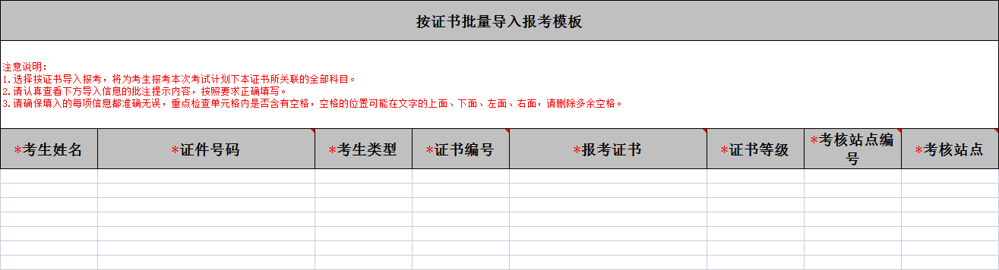 按证书批量导入报考模板
注意说明：
1.选择按证书导入报考，将为考生报考本次考试计划下本证书所关联的全部科目。
2.请认真查看下方导入信息的批注提示内容，按照要求正确填写。
3.请确保填入的每项信息都准确无误，重点检查单元格内是否含有空格，空格的位置可能在文字的上面、下面、左面、右面，请删除多余空格。
*考生姓名 *证件号码 *考生类型 *证书编号 *报考证书 *证书等级 *考核站点编号 *考核站点